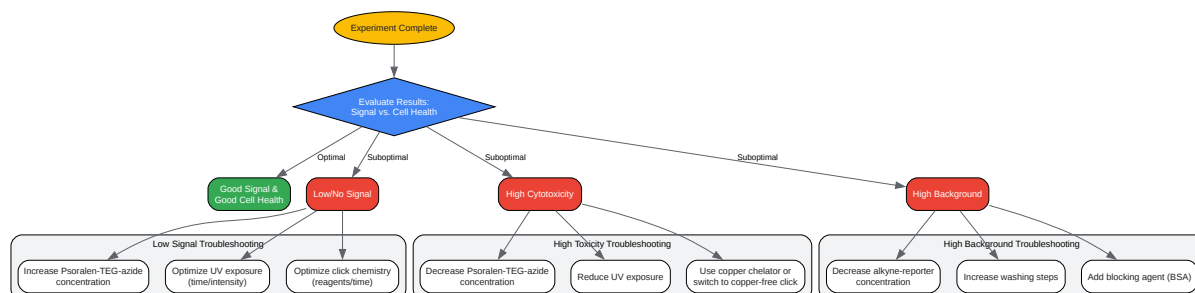 Experiment Complete
Evaluate Results:
Signal vs. Cell Health
Optimal
Suboptimal
Suboptimal
Suboptimal
Good Signal &
Good Cell Health
Low/No Signal
High Cytotoxicity
High Background
Low Signal Troubleshooting
Increase Psoralen-TEG-azide
concentration
Optimize UV exposure
(time/intensity)
Optimize click chemistry
(reagents/time)
High Toxicity Troubleshooting
Decrease Psoralen-TEG-azide
concentration
Reduce UV exposure
Use copper chelator or
switch to copper-free click
High Background Troubleshooting
Decrease alkyne-reporter
concentration
Increase washing steps
Add blocking agent (BSA)